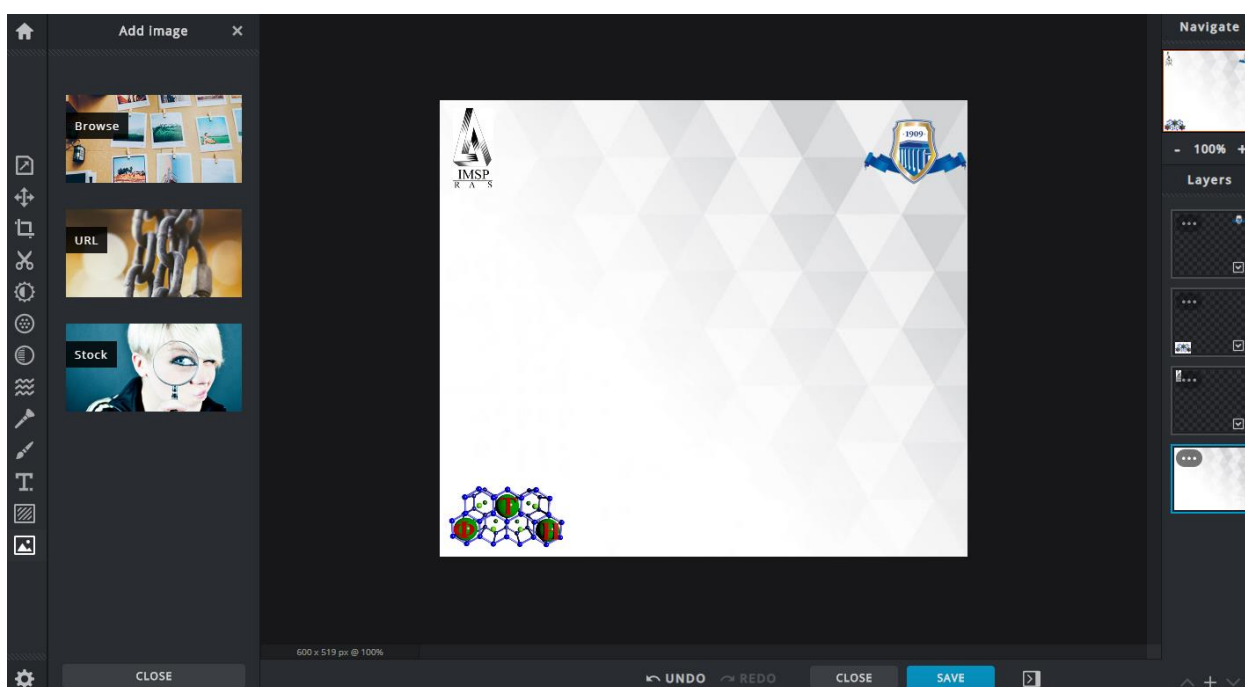 Add image
Browse
URL
Stock
CLOSE
IMSP
R A S
·1909·
Ф Т П
600 x 519 px @ 100%
UNDO
REDO
CLOSE
SAVE
Navigate
- 100% +
Layers